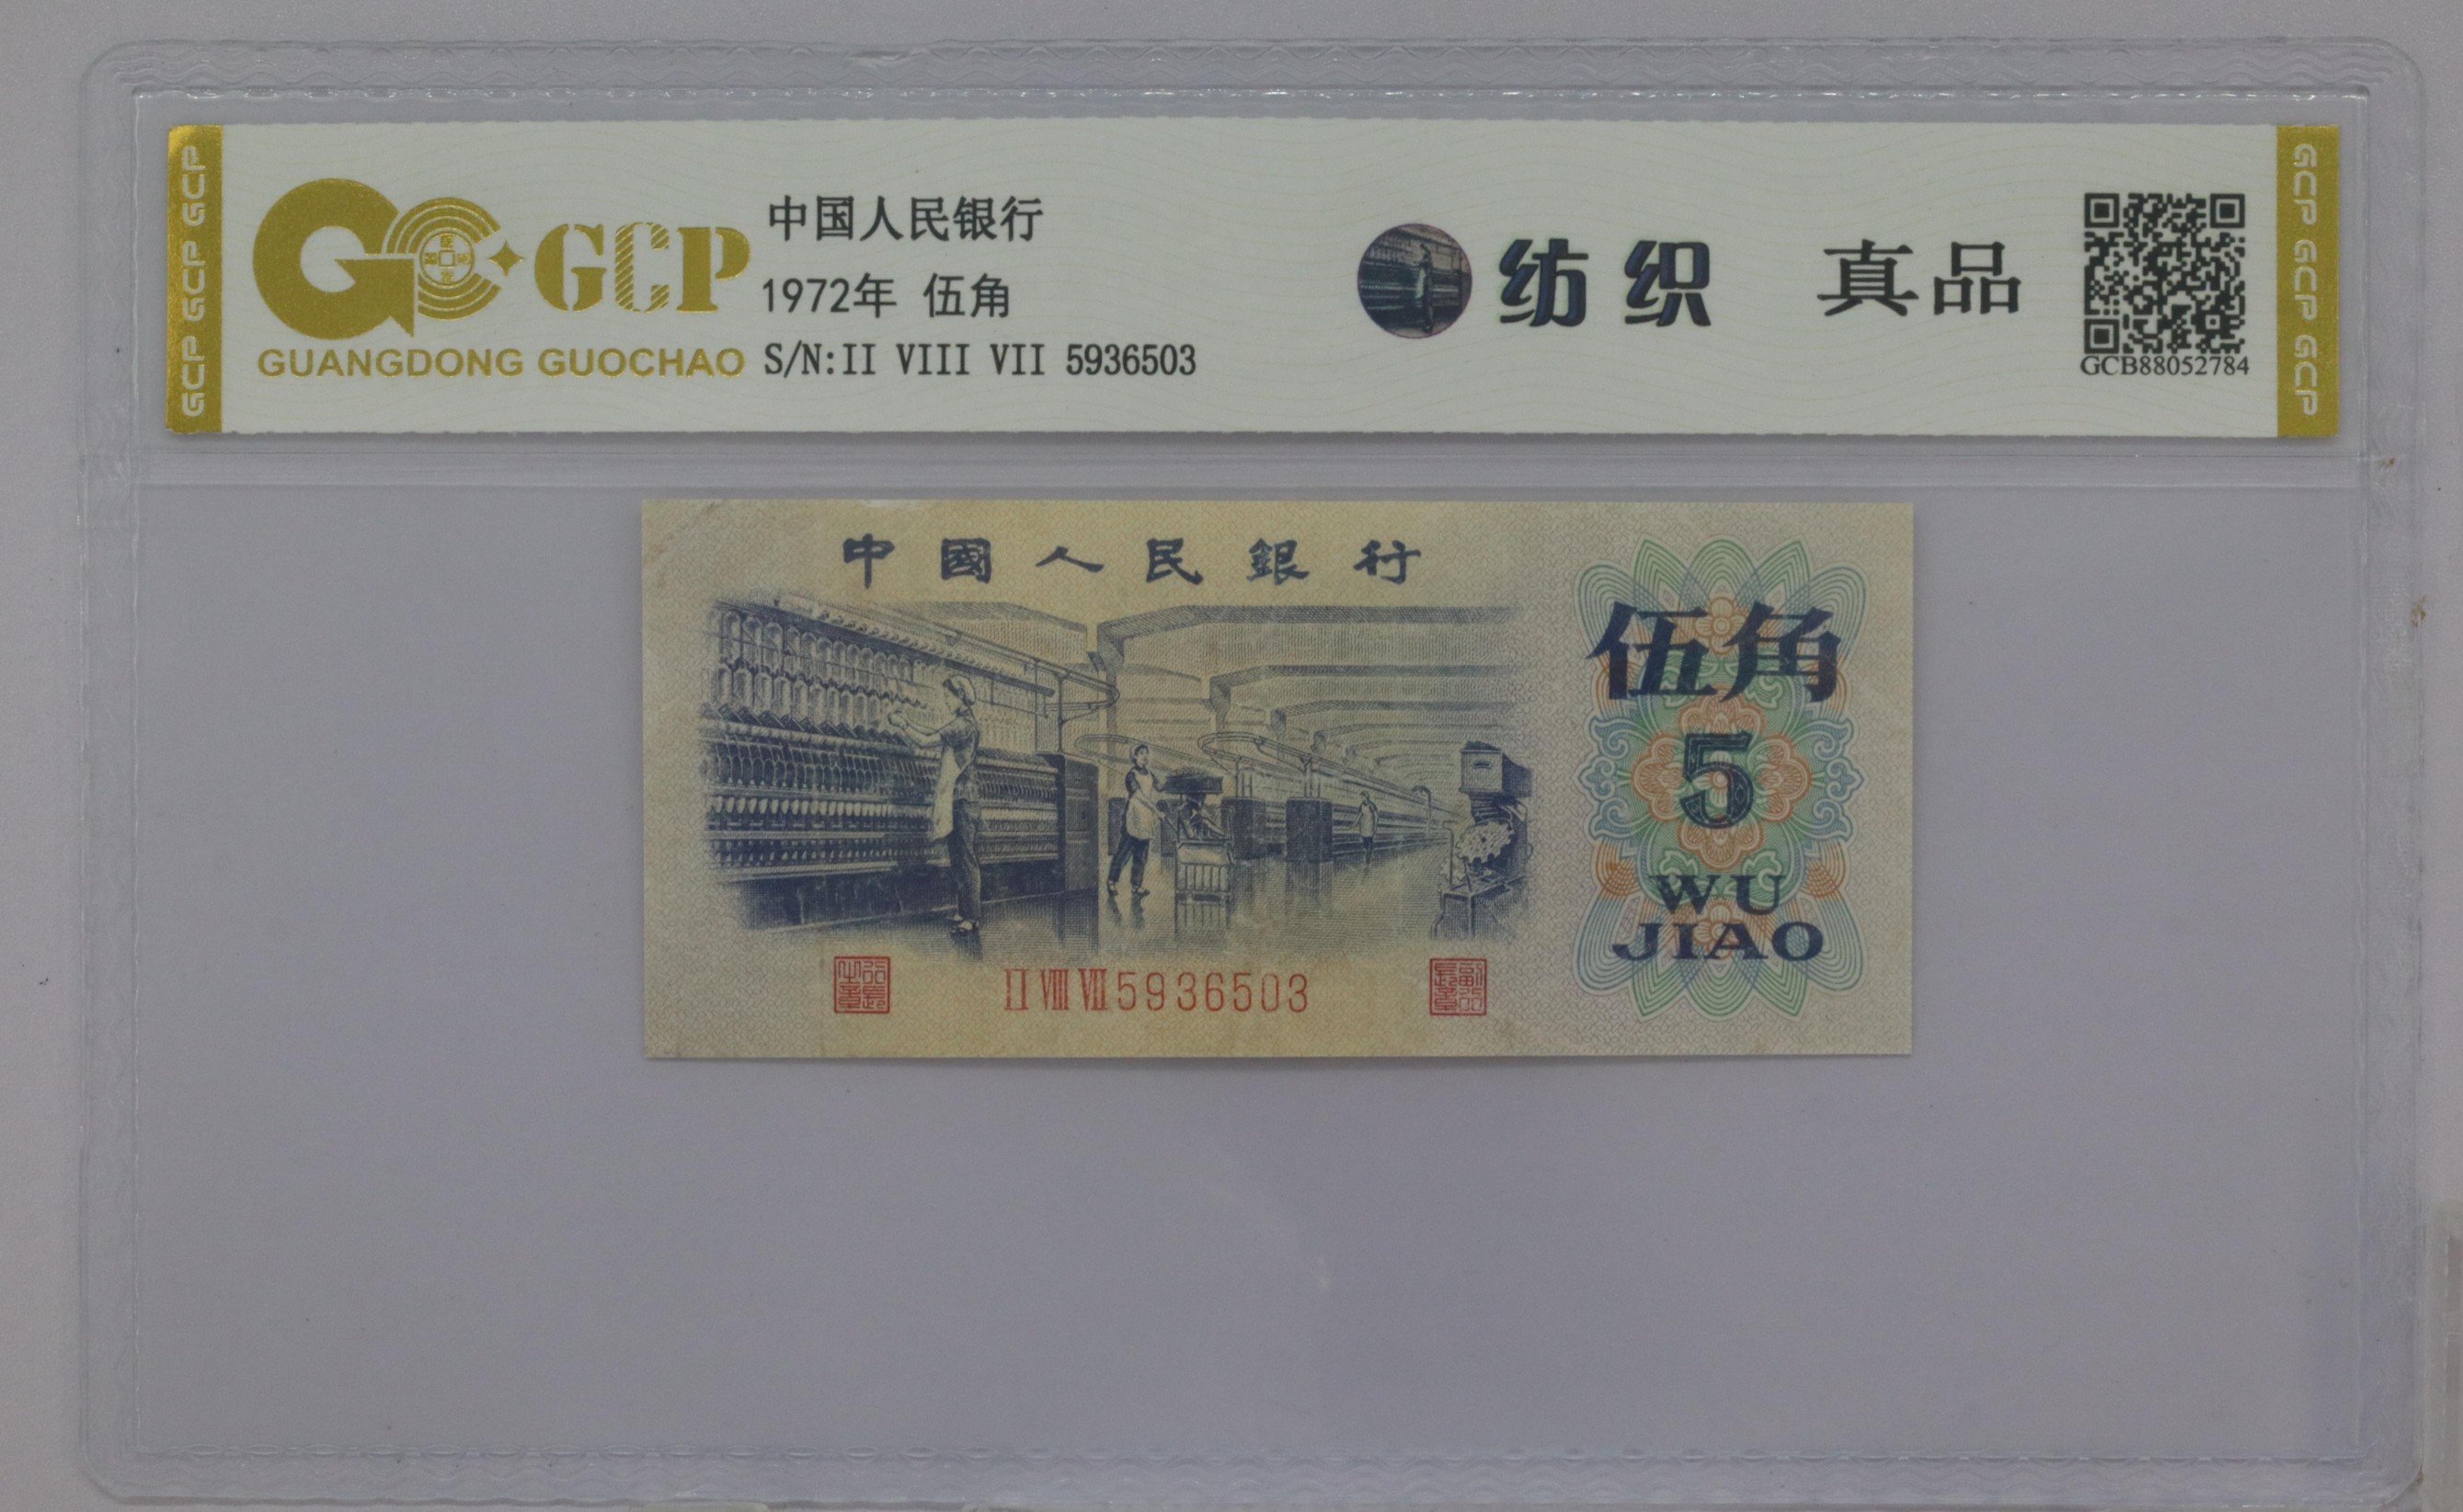 GCP GCP GCP
GCP
GUANGDONG GUOCHAO
中国人民银行
1972年 伍角
S/N:II VIII VII 5936503
纺织 真品
GCB88052784
GCP GCP GCP
中國人民銀行
伍角
5
WU
JIAO
II VIII VII 5936503